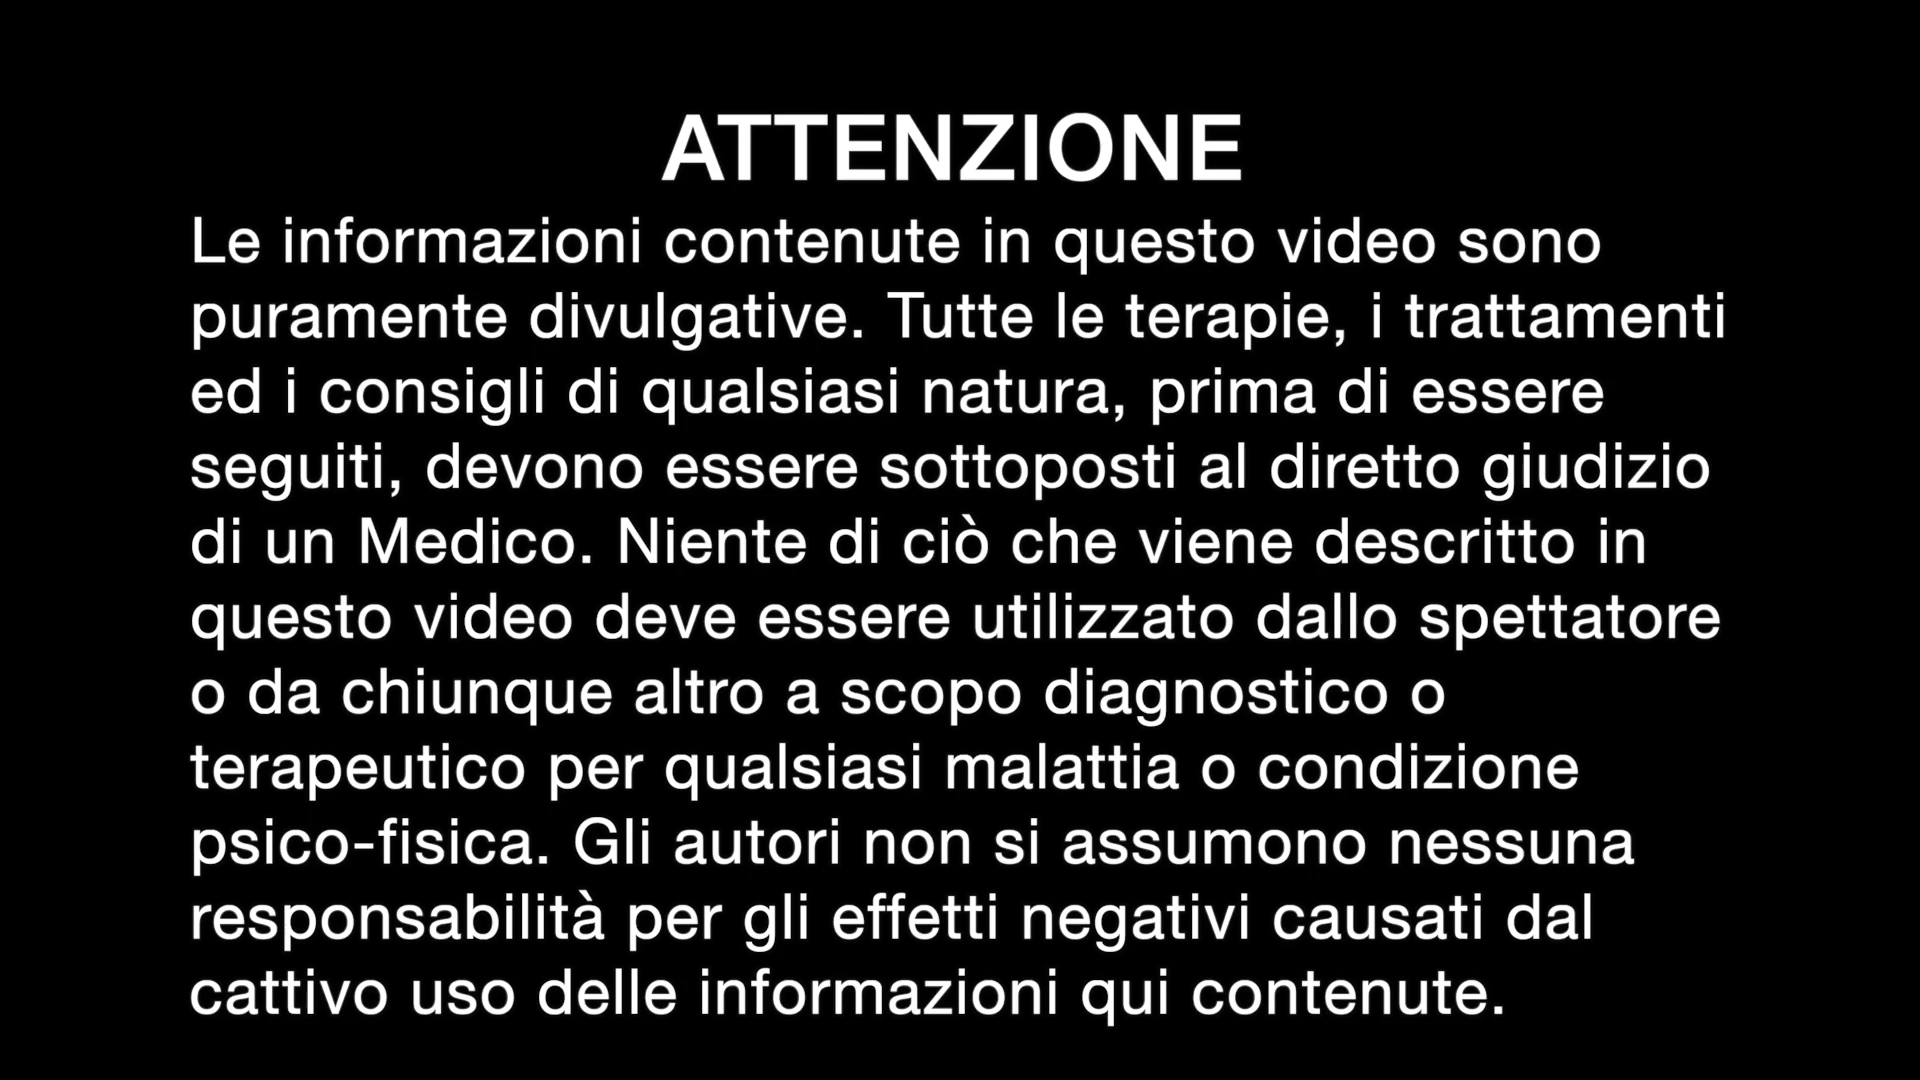 ATTENZIONE
Le informazioni contenute in questo video sono
puramente divulgative. Tutte le terapie, i trattamenti
ed i consigli di qualsiasi natura, prima di essere
seguiti, devono essere sottoposti al diretto giudizio
di un Medico. Niente di ciò che viene descritto in
questo video deve essere utilizzato dallo spettatore
o da chiunque altro a scopo diagnostico o
terapeutico per qualsiasi malattia o condizione
psico-fisica. Gli autori non si assumono nessuna
responsabilità per gli effetti negativi causati dal
cattivo uso delle informazioni qui contenute.